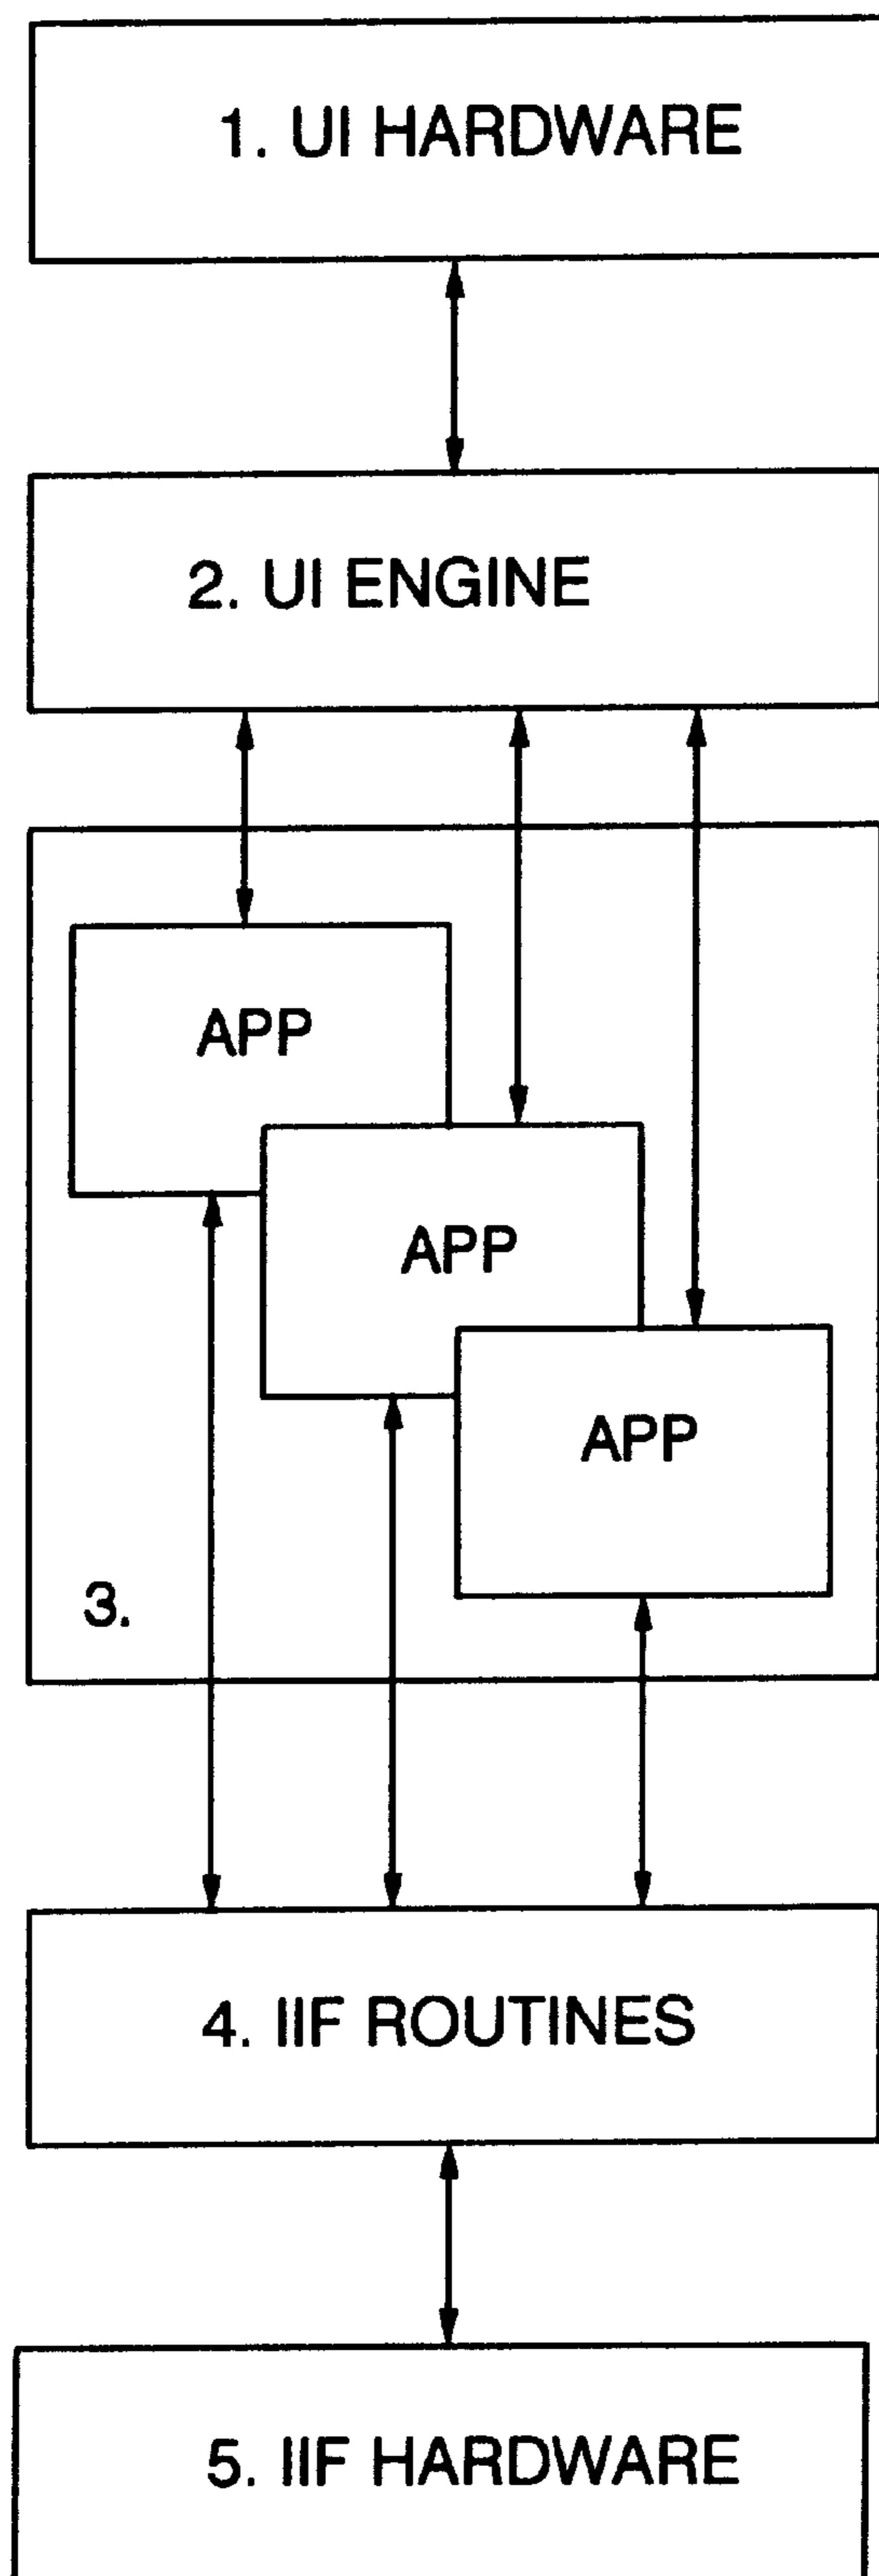 1. UI HARDWARE
2. UI ENGINE
APP
APP
APP
3.
4. IIF ROUTINES
5. IIF HARDWARE